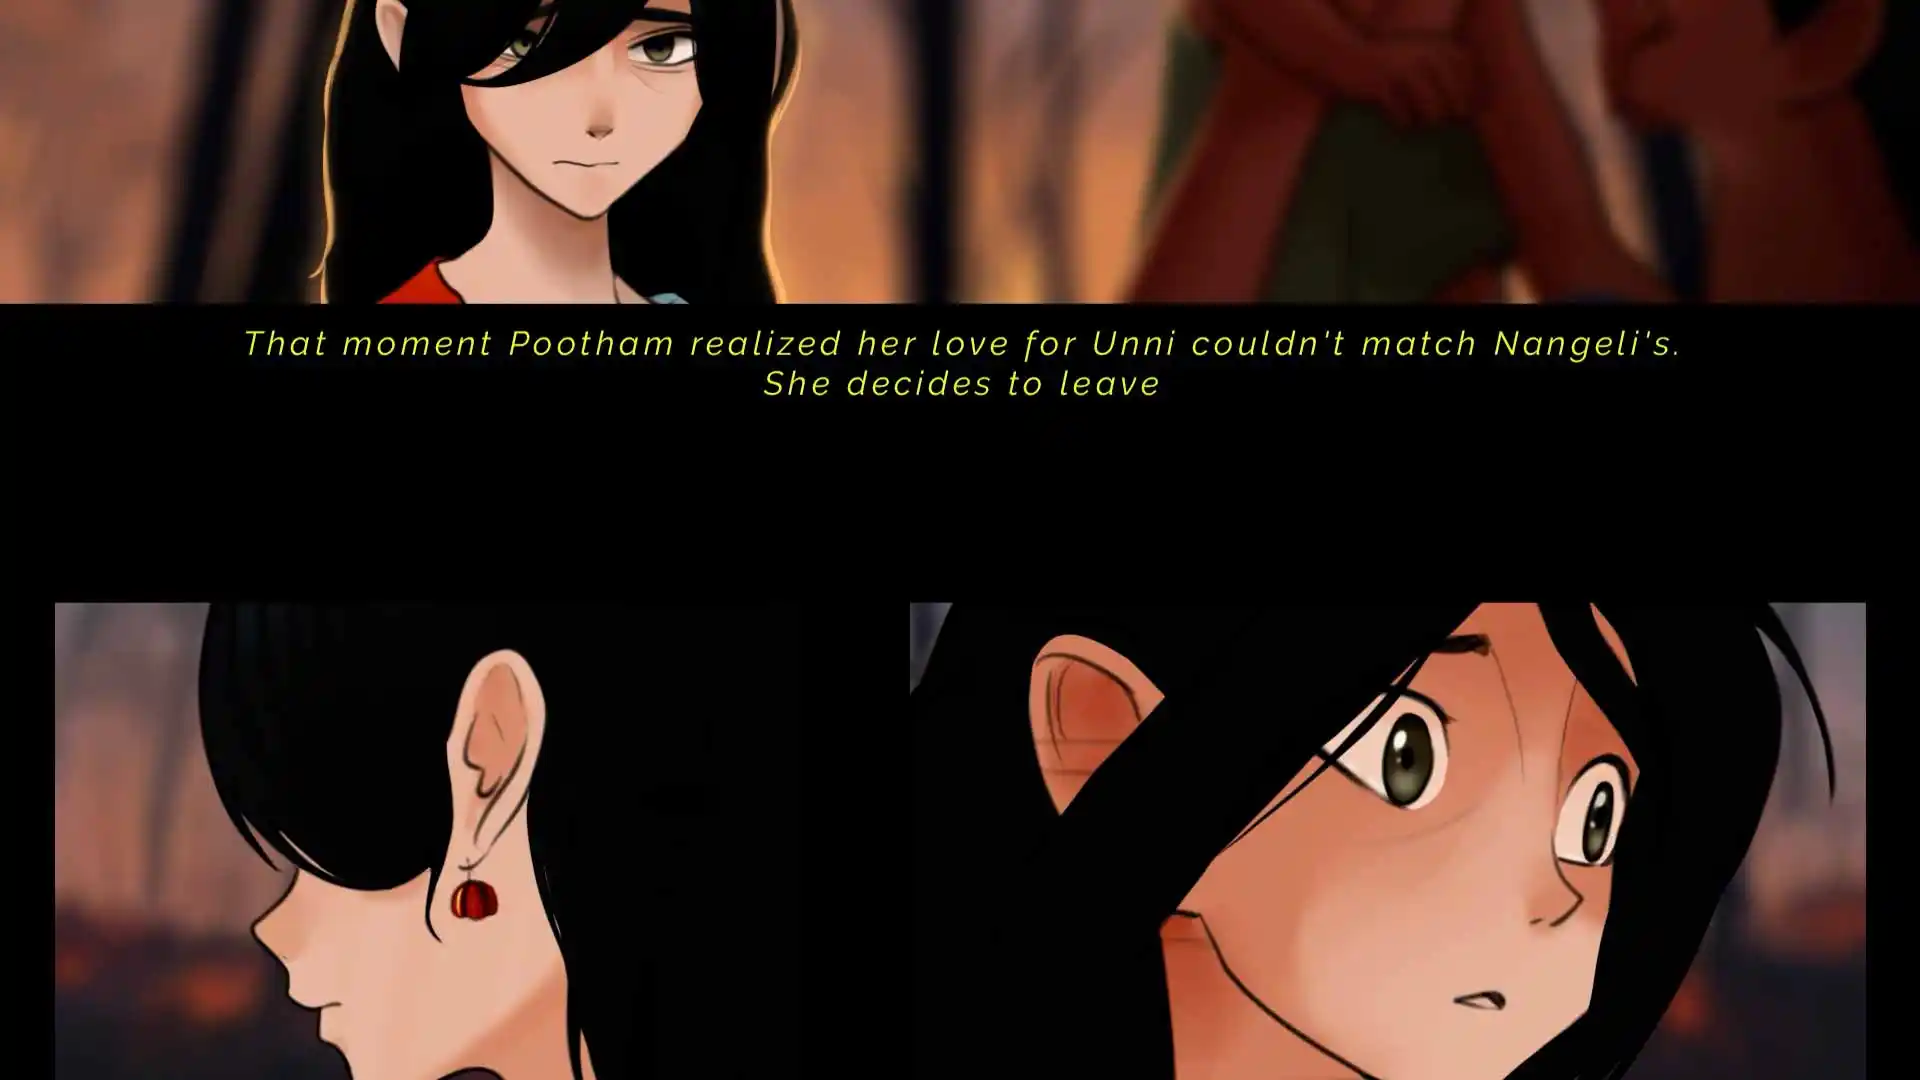 That moment Pootham realized her love for Unni couldn't match Nangeli's.
She decides to leave